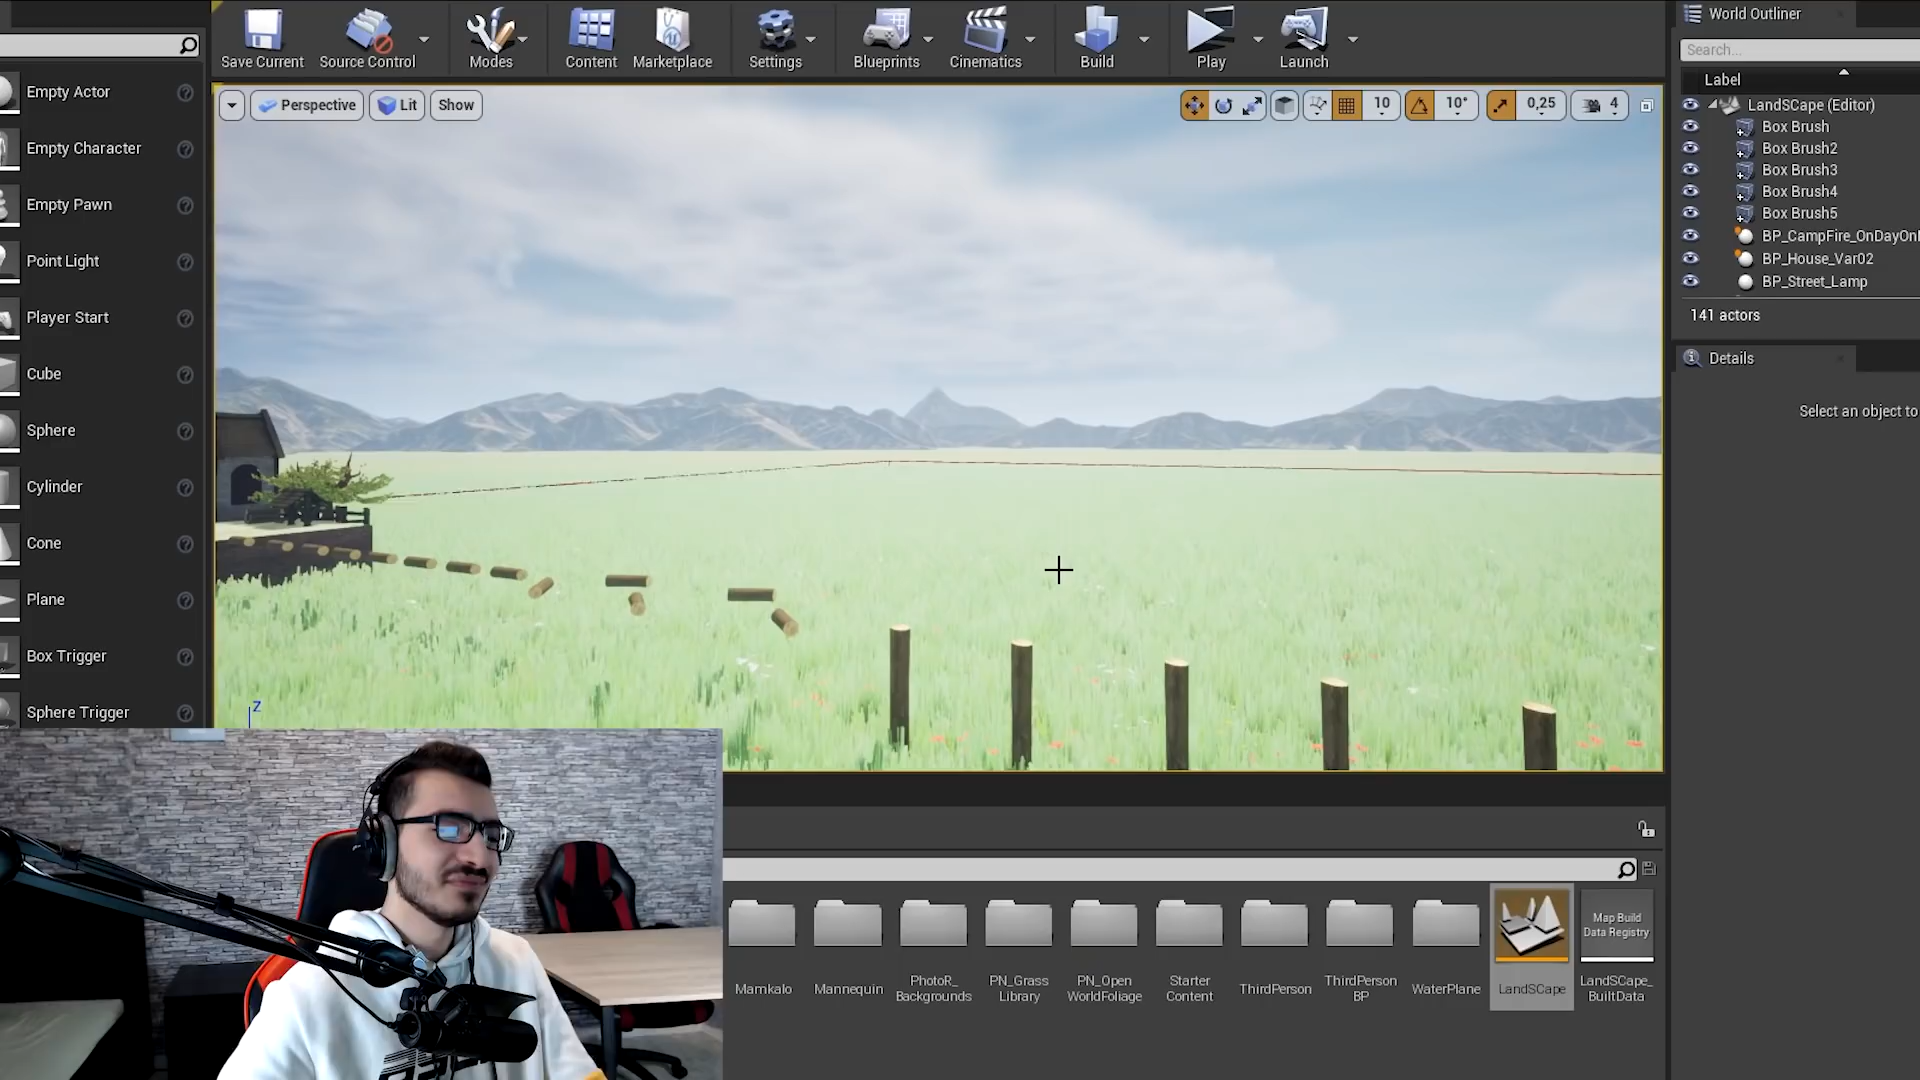 Save Current
Source Control
Modes
Content
Marketplace
Settings
Blueprints
Cinematics
Build
Play
Launch
World Outliner
Search...
Label
LandSCape (Editor)
Box Brush
Box Brush2
Box Brush3
Box Brush4
Box Brush5
BP_CampFire_OnDayOn
BP_House_Var02
BP_Street_Lamp
141 actors
Details
Select an object to
Perspective
Lit
Show
10
10°
0,25
4
Empty Actor
Empty Character
Empty Pawn
Point Light
Player Start
Cube
Sphere
Cylinder
Cone
Plane
Box Trigger
Sphere Trigger
Z
Mamkalo
Mannequin
PhotoR_
Backgrounds
PN_Grass
Library
PN_Open
WorldFoliage
Starter
Content
ThirdPerson
ThirdPerson
BP
WaterPlane
LandSCape
Map Build
Data Registry
LandSCape_
BuiltData